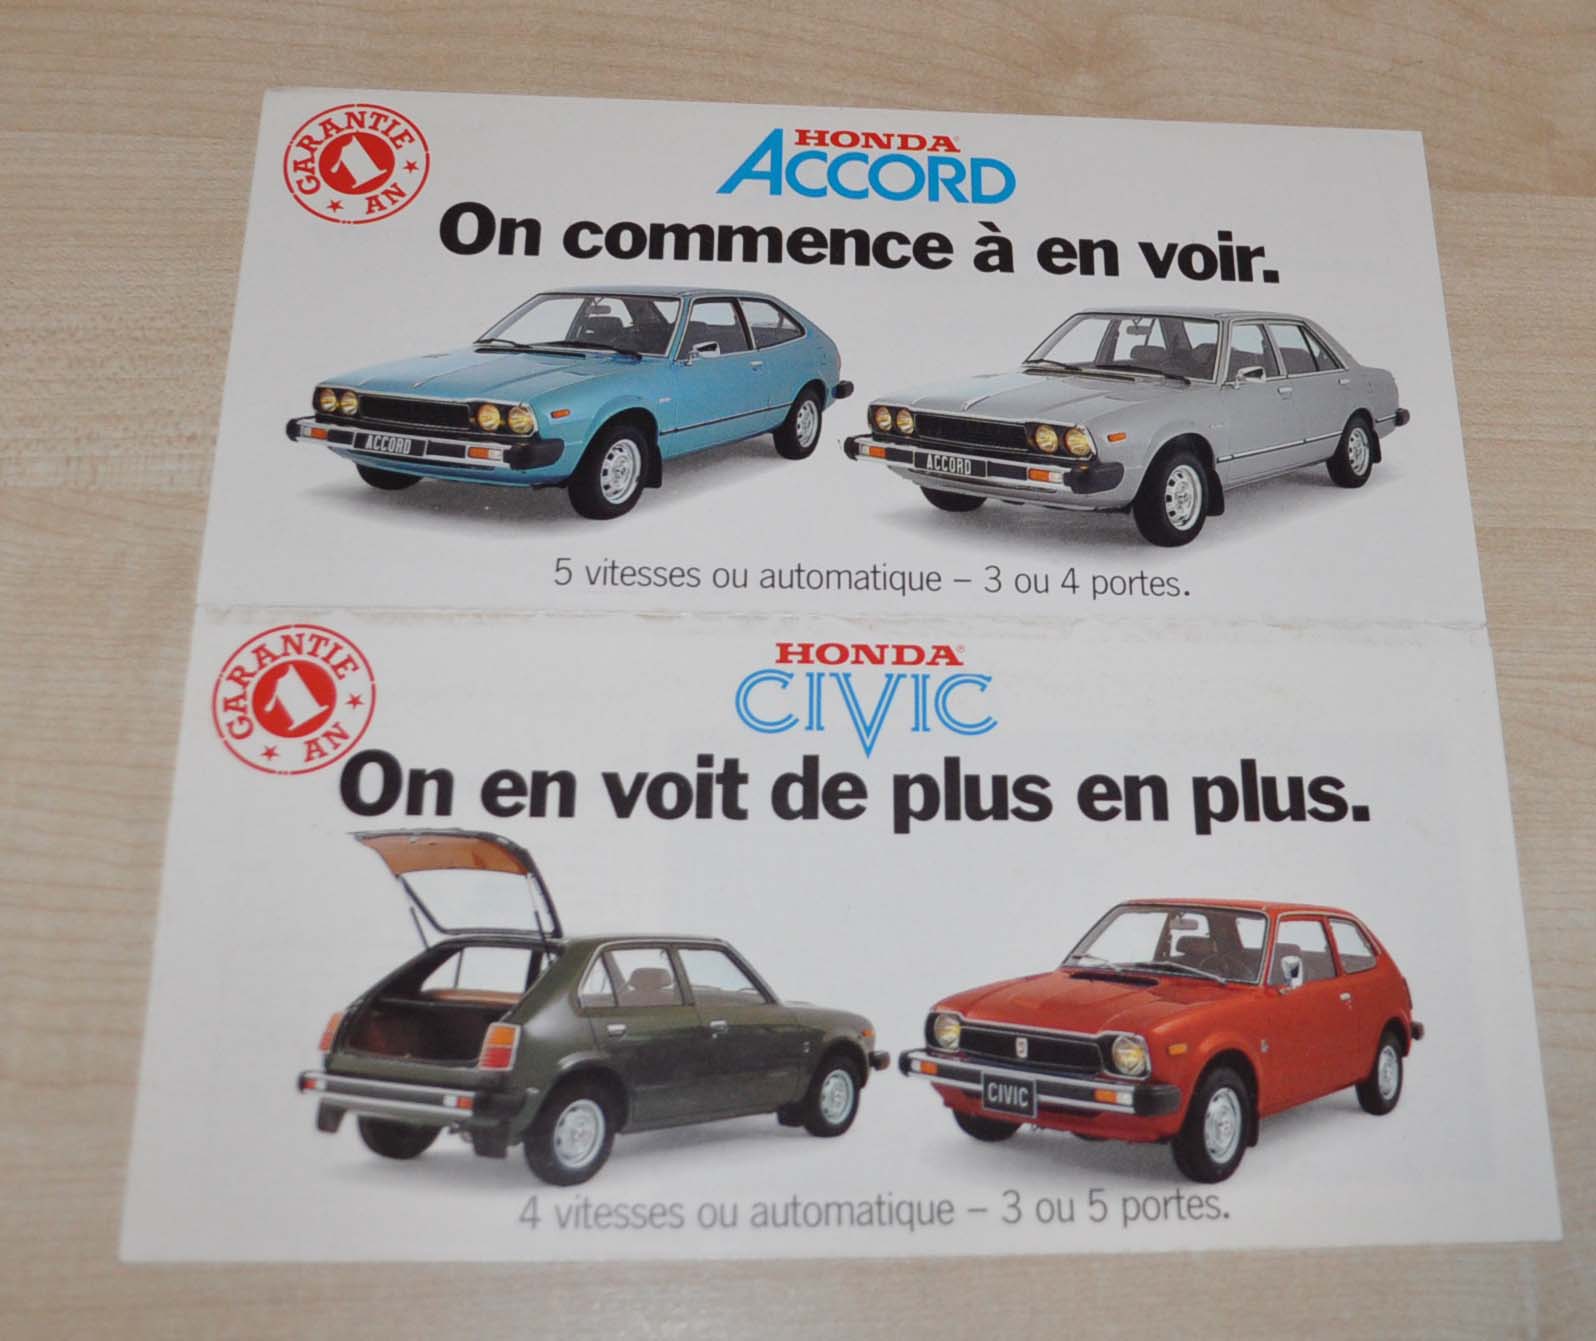 GARANTIE 1 AN
HONDA®
ACCORD
On commence à en voir.
ACCORD
ACCORD
5 vitesses ou automatique – 3 ou 4 portes.
GARANTIE 1 AN
HONDA®
CIVIC
On en voit de plus en plus.
CIVIC
4 vitesses ou automatique – 3 ou 5 portes.